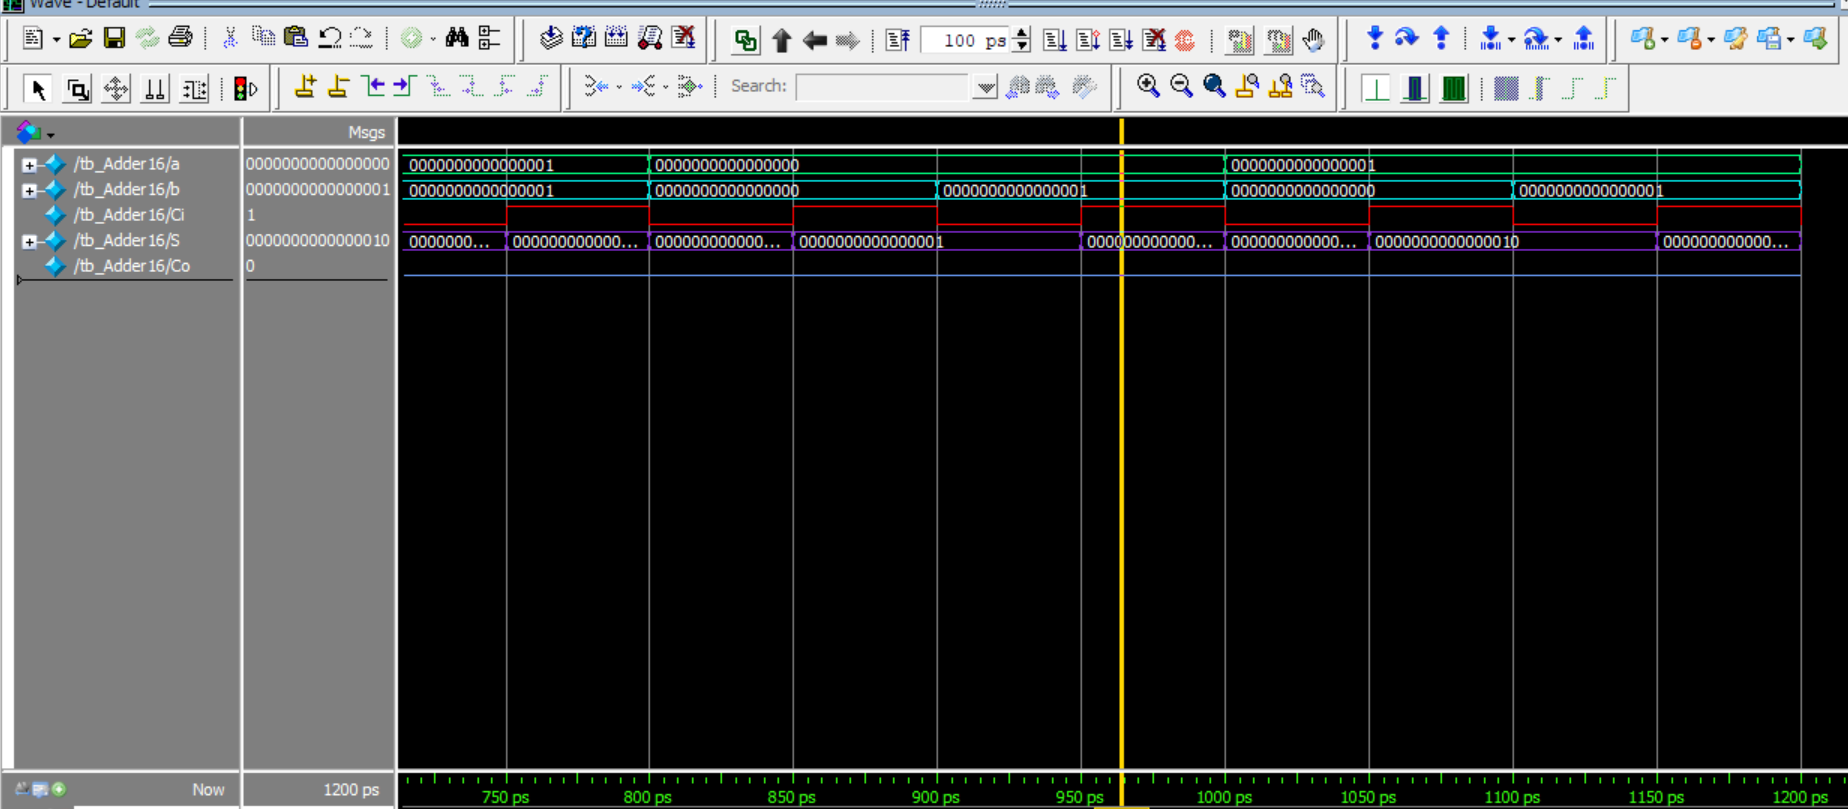 Wave - Default
100 ps
Search:
Msgs
/tb_Adder16/a 0000000000000000 0000000000000001 0000000000000000 0000000000000001
/tb_Adder16/b 0000000000000001 0000000000000001 0000000000000000 0000000000000001 0000000000000000 0000000000000001
/tb_Adder16/Ci 1
/tb_Adder16/S 0000000000000010 0000000... 000000000000... 000000000000... 0000000000000001 000000000000... 000000000000... 0000000000000010 000000000000...
/tb_Adder16/Co 0
Now 1200 ps 750 ps 800 ps 850 ps 900 ps 950 ps 1000 ps 1050 ps 1100 ps 1150 ps 1200 ps